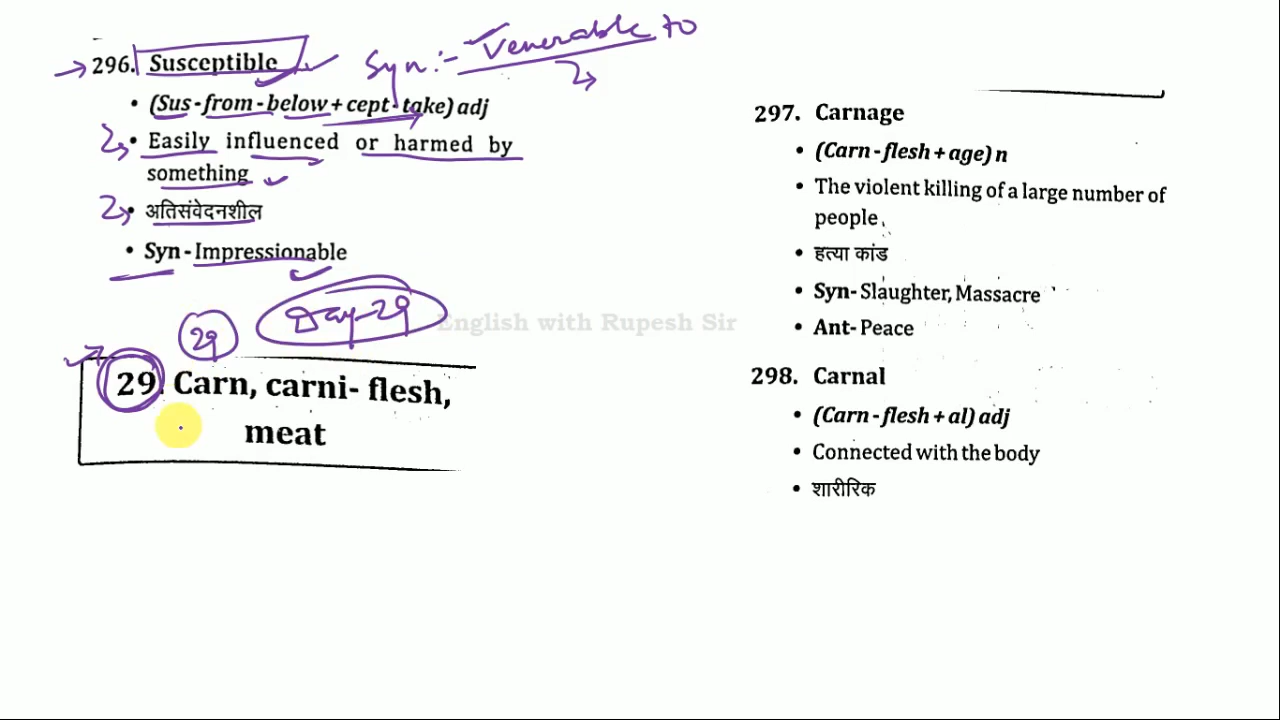 296. Susceptible
Syn:- Venerable to
• (Sus-from-below+cept-take) adj
• Easily influenced or harmed by
something
• अतिसंवेदनशील
• Syn-Impressionable
29 Day-29
English with Rupesh Sir
29. Carn, carni- flesh,
meat
297. Carnage
• (Carn-flesh+age) n
• The violent killing of a large number of
people
• हत्या कांड
• Syn- Slaughter, Massacre
• Ant- Peace
298. Carnal
• (Carn-flesh+al) adj
• Connected with the body
• शारीरिक